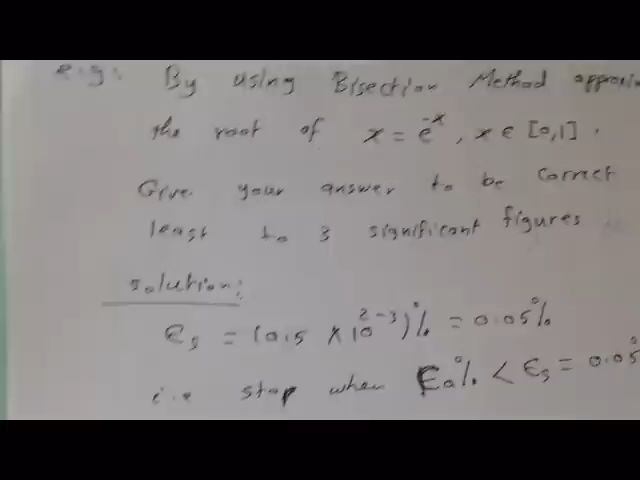 e.g: By using Bisection Method approxi
the root of x = e^-x, x ∈ [0,1].
Give your answer to be correct
least to 3 significant figures
solution:
ϵs = (0.5 × 10^2-3)% = 0.05%
i.e stop when ϵa% < ϵs = 0.05%